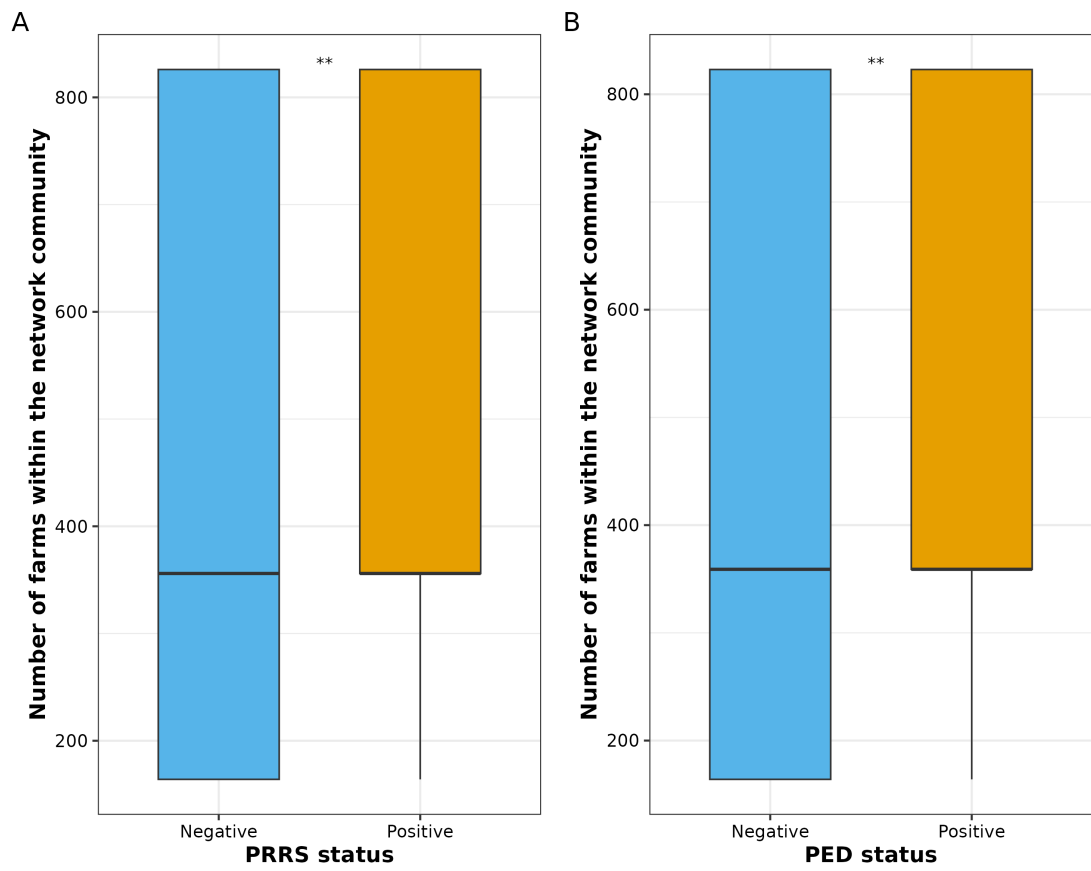 A
Number of farms within the network community
800
600
400
200
**
Negative
Positive
PRRS status
B
Number of farms within the network community
800
600
400
200
**
Negative
Positive
PED status